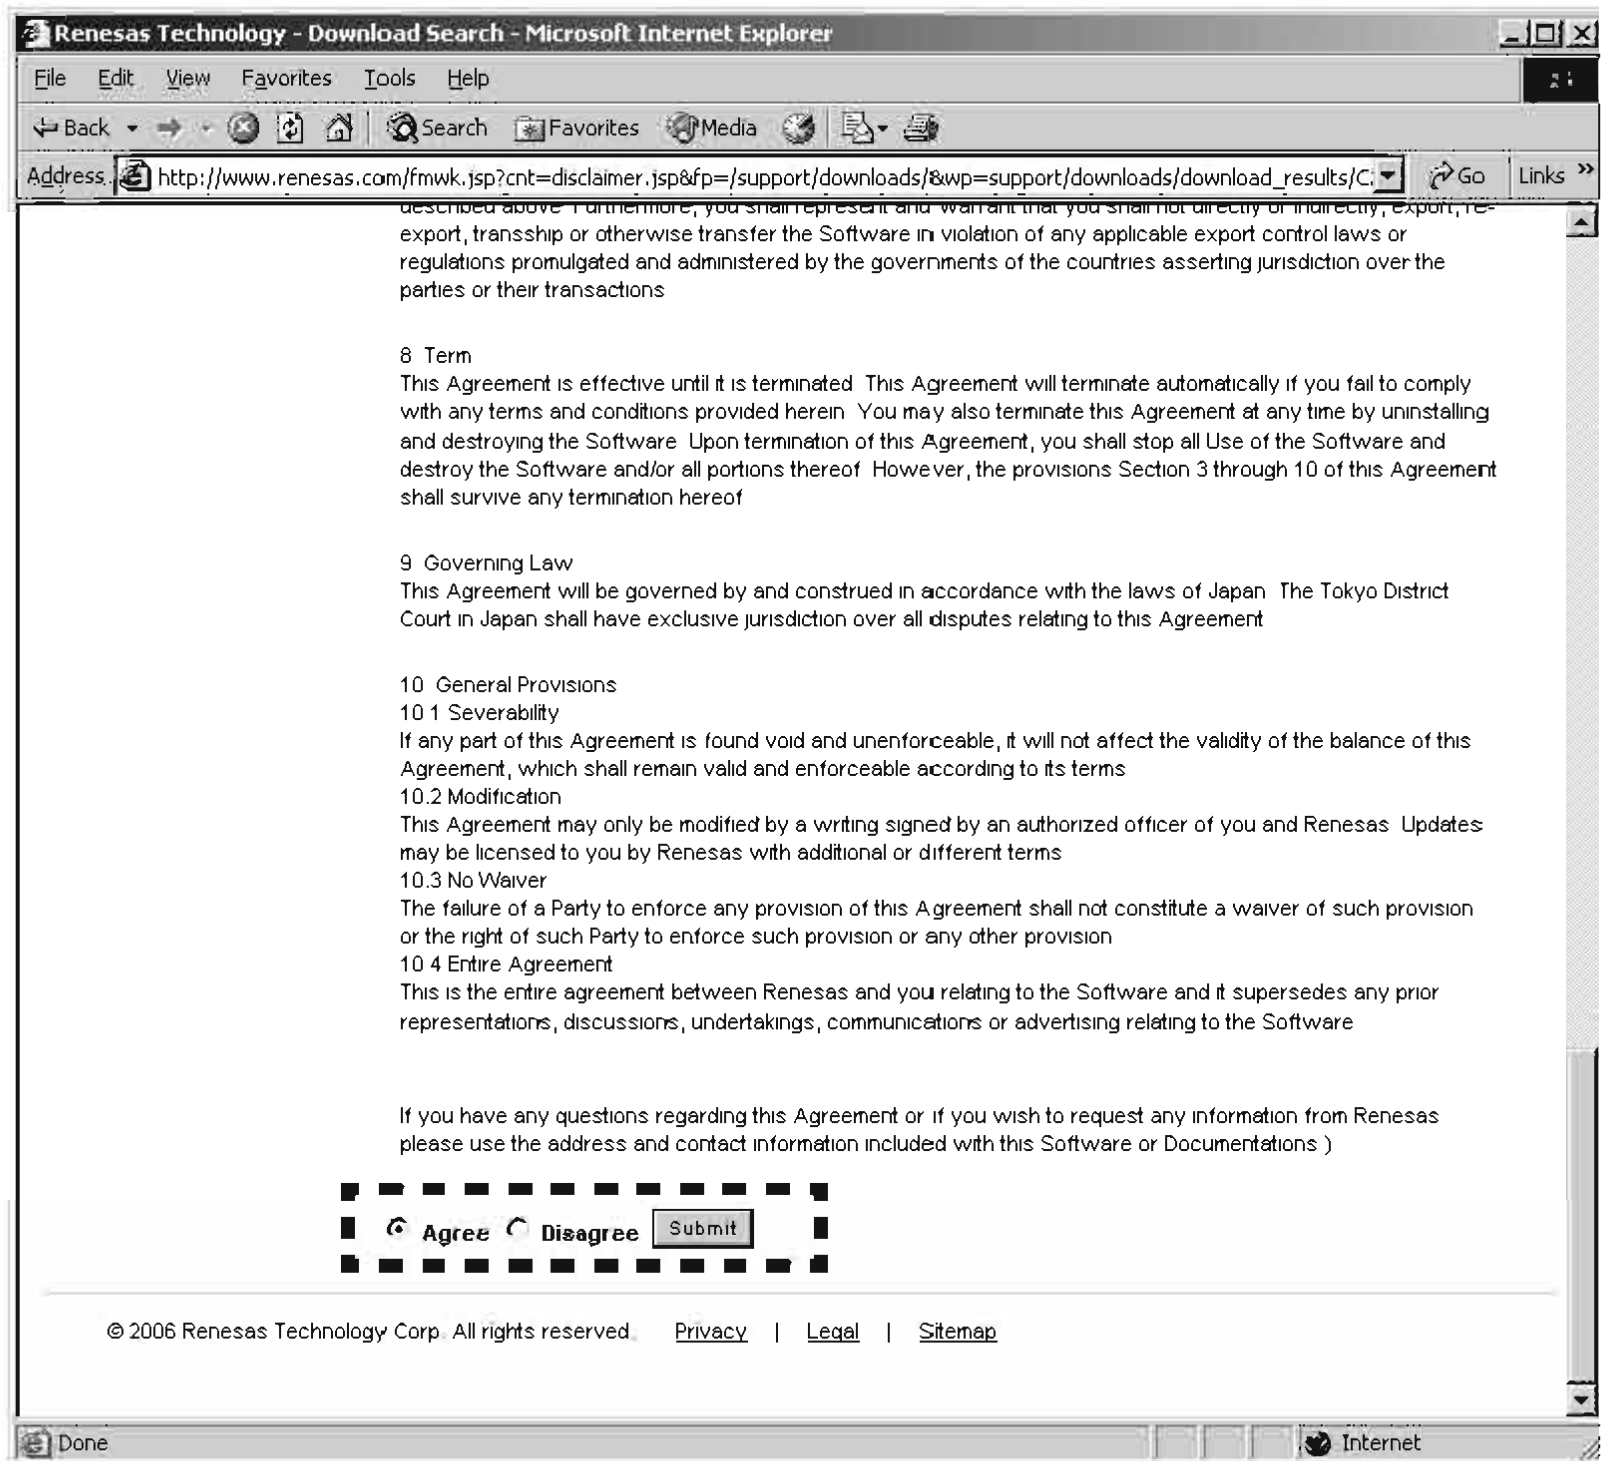 Renesas Technology - Download Search - Microsoft Internet Explorer
File Edit View Favorites Tools Help
Back Search Favorites Media
Address http://www.renesas.com/fmwk.jsp?cnt=disclaimer.jsp&fp=/support/downloads/&wp=support/downloads/download_results/C Go Links »
described above Furthermore, you shall represent and warrant that you shall not directly or indirectly, export, re-
export, transship or otherwise transfer the Software in violation of any applicable export control laws or
regulations promulgated and administered by the governments of the countries asserting jurisdiction over the
parties or their transactions
8 Term
This Agreement is effective until it is terminated This Agreement will terminate automatically if you fail to comply
with any terms and conditions provided herein You may also terminate this Agreement at any time by uninstalling
and destroying the Software Upon termination of this Agreement, you shall stop all Use of the Software and
destroy the Software and/or all portions thereof However, the provisions Section 3 through 10 of this Agreement
shall survive any termination hereof
9 Governing Law
This Agreement will be governed by and construed in accordance with the laws of Japan The Tokyo District
Court in Japan shall have exclusive jurisdiction over all disputes relating to this Agreement
10 General Provisions
10 1 Severability
If any part of this Agreement is found void and unenforceable, it will not affect the validity of the balance of this
Agreement, which shall remain valid and enforceable according to its terms
10.2 Modification
This Agreement may only be modified by a writing signed by an authorized officer of you and Renesas Updates
may be licensed to you by Renesas with additional or different terms
10.3 No Waiver
The failure of a Party to enforce any provision of this Agreement shall not constitute a waiver of such provision
or the right of such Party to enforce such provision or any other provision
10 4 Entire Agreement
This is the entire agreement between Renesas and you relating to the Software and it supersedes any prior
representations, discussions, undertakings, communications or advertising relating to the Software
If you have any questions regarding this Agreement or if you wish to request any information from Renesas
please use the address and contact information included with this Software or Documentations )
Agree Disagree Submit
© 2006 Renesas Technology Corp. All rights reserved. Privacy | Legal | Sitemap
Done Internet